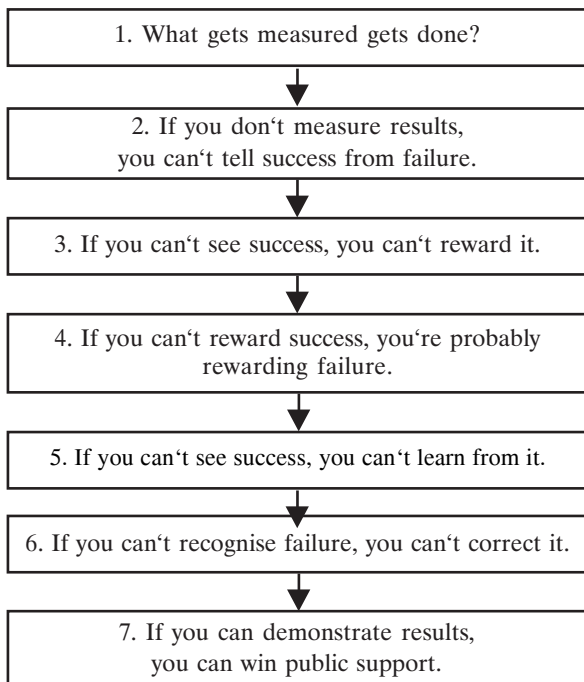 1. What gets measured gets done?
2. If you don‘t measure results,
you can‘t tell success from failure.
3. If you can‘t see success, you can‘t reward it.
4. If you can‘t reward success, you‘re probably
rewarding failure.
5. If you can‘t see success, you can‘t learn from it.
6. If you can‘t recognise failure, you can‘t correct it.
7. If you can demonstrate results,
you can win public support.